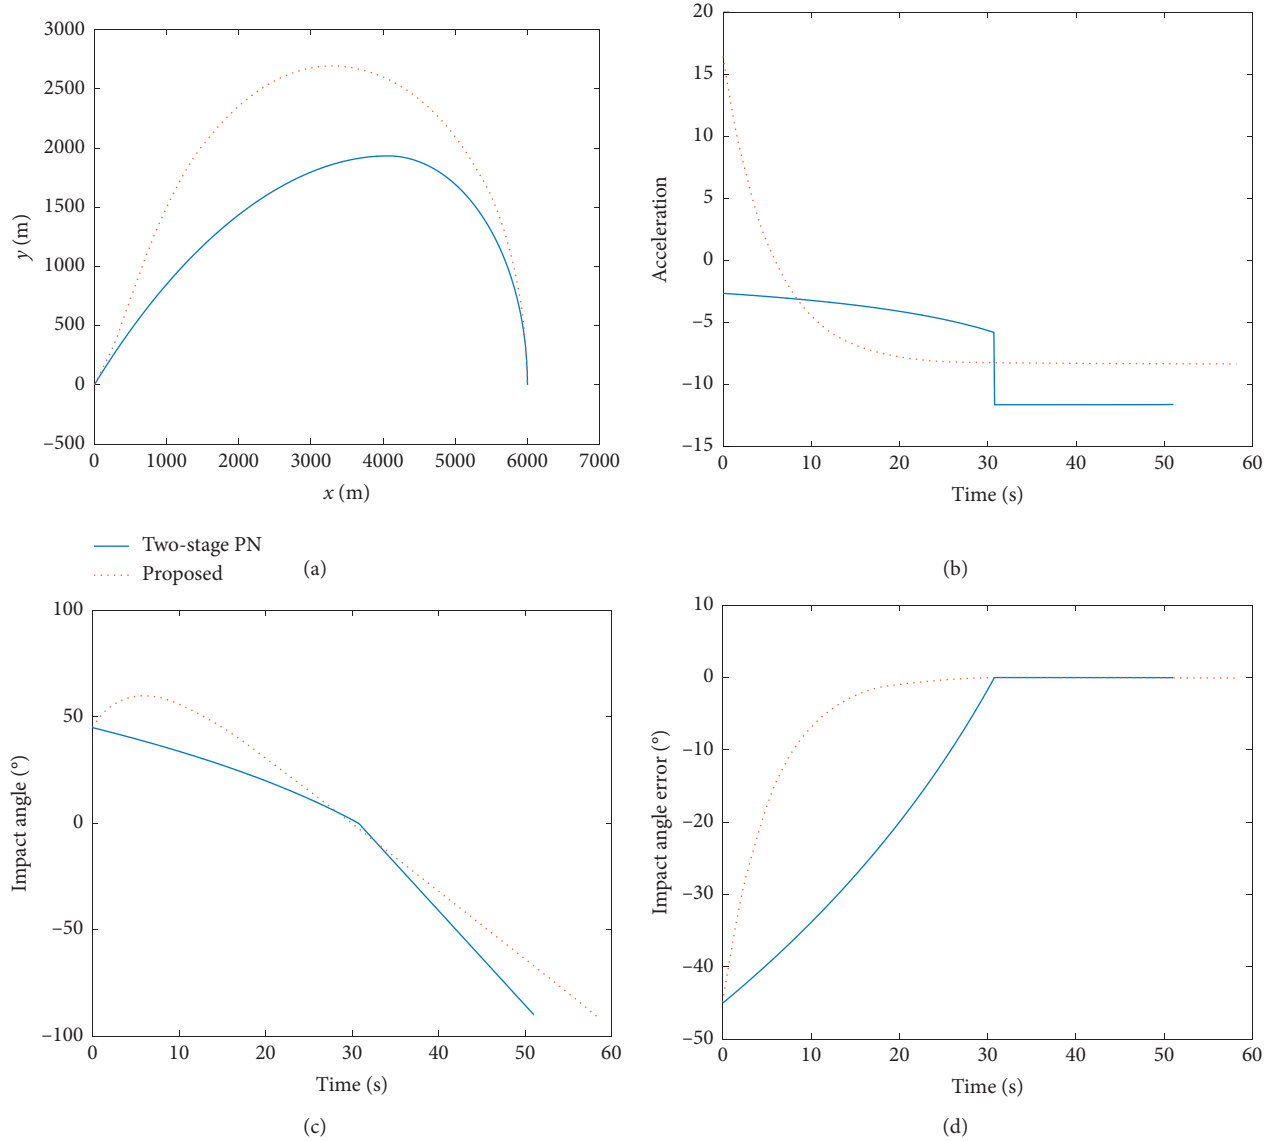 3000
2500
2000
1500
1000
500
0
–500
y (m)
0 1000 2000 3000 4000 5000 6000 7000
x (m)
Two-stage PN
Proposed
(a)
20
15
10
5
0
–5
–10
–15
Acceleration
0 10 20 30 40 50 60
Time (s)
(b)
100
50
0
–50
–100
Impact angle (°)
0 10 20 30 40 50 60
Time (s)
(c)
10
0
–10
–20
–30
–40
–50
Impact angle error (°)
0 10 20 30 40 50 60
Time (s)
(d)